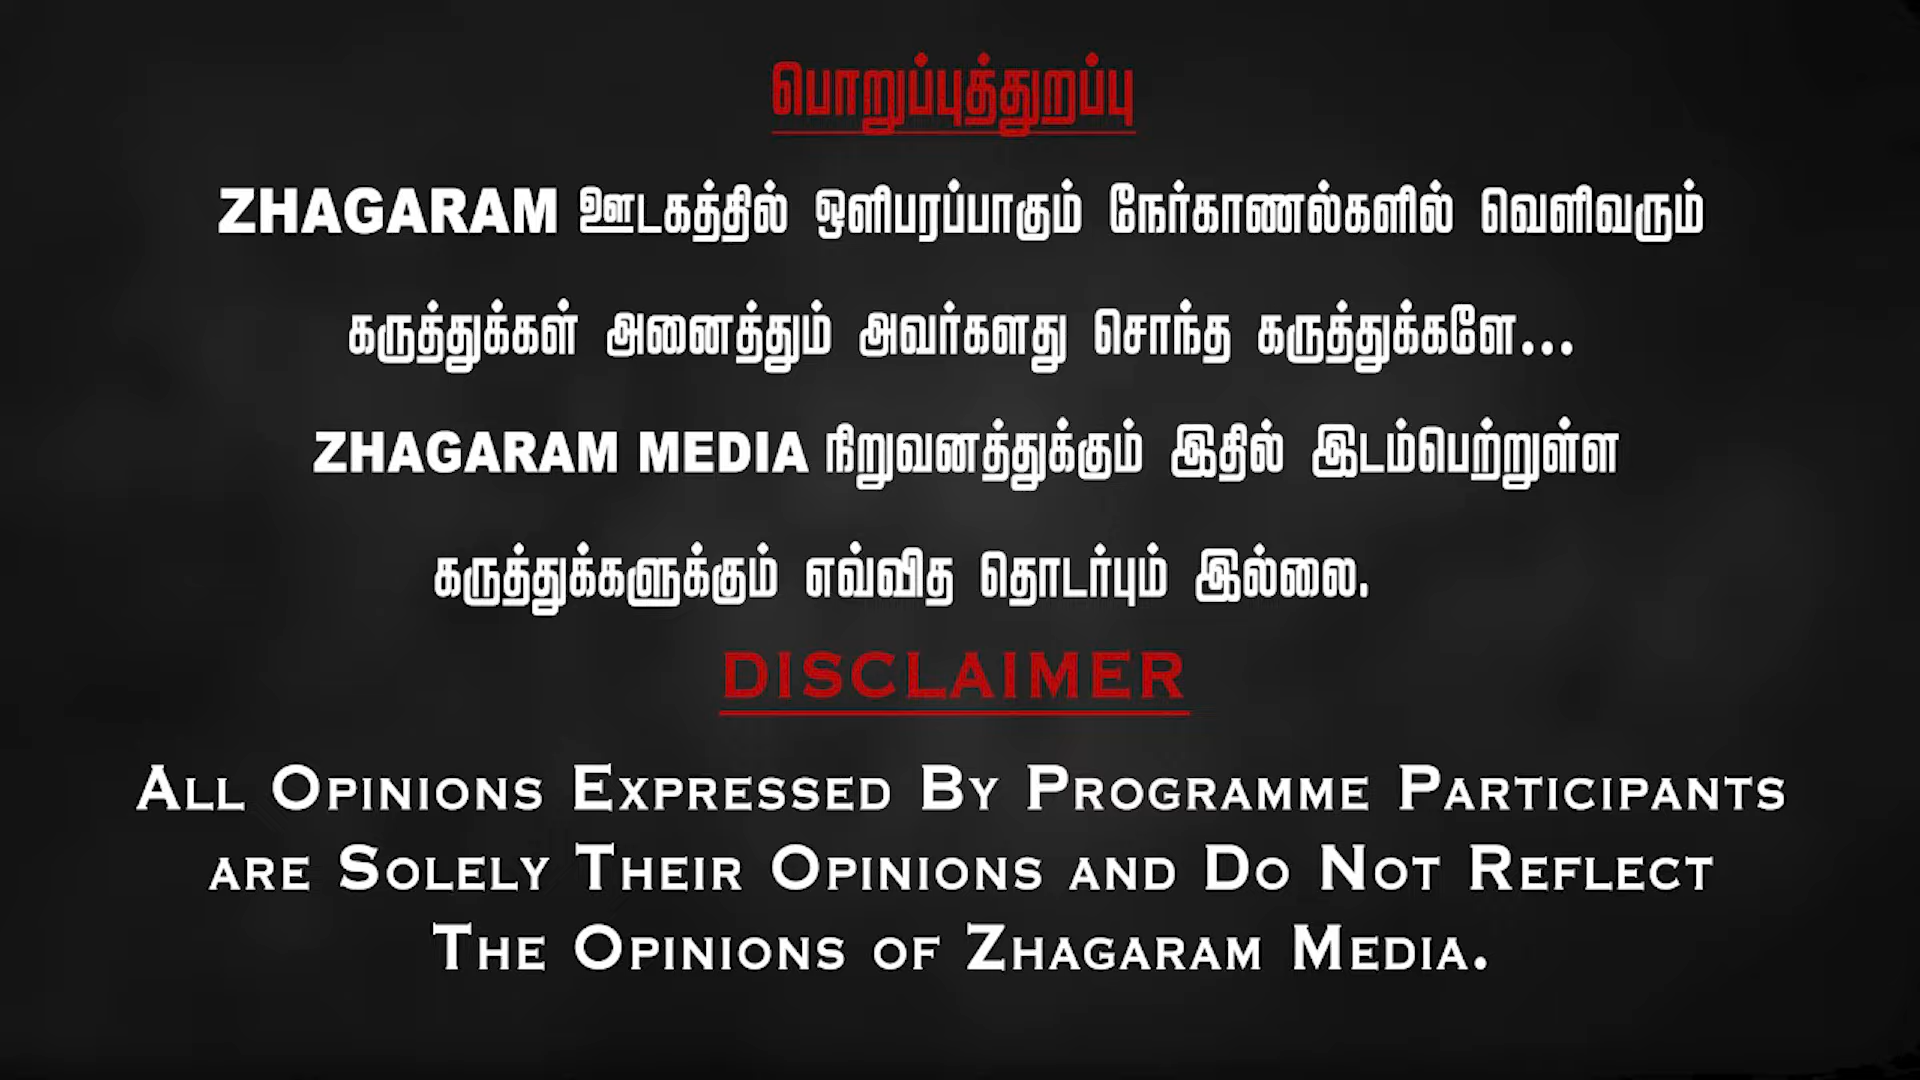 பொறுப்புத்துறப்பு
ZHAGARAM ஊடகத்தில் ஒளிபரப்பாகும் நேர்காணல்களில் வெளிவரும்
கருத்துக்கள் அனைத்தும் அவர்களது சொந்த கருத்துக்களே...
ZHAGARAM MEDIA நிறுவனத்துக்கும் இதில் இடம்பெற்றுள்ள
கருத்துக்களுக்கும் எவ்வித தொடர்பும் இல்லை.
DISCLAIMER
ALL OPINIONS EXPRESSED BY PROGRAMME PARTICIPANTS
ARE SOLELY THEIR OPINIONS AND DO NOT REFLECT
THE OPINIONS OF ZHAGARAM MEDIA.